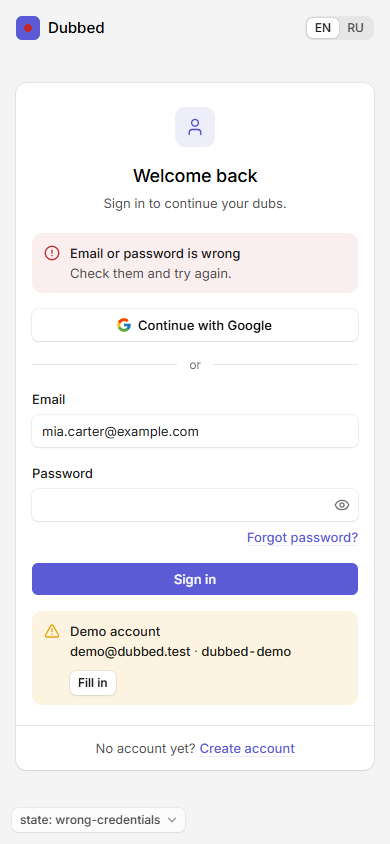 Dubbed
EN RU
Welcome back
Sign in to continue your dubs.
Email or password is wrong
Check them and try again.
Continue with Google
or
Email
mia.carter@example.com
Password
Forgot password?
Sign in
Demo account
demo@dubbed.test · dubbed-demo
Fill in
No account yet? Create account
state: wrong-credentials